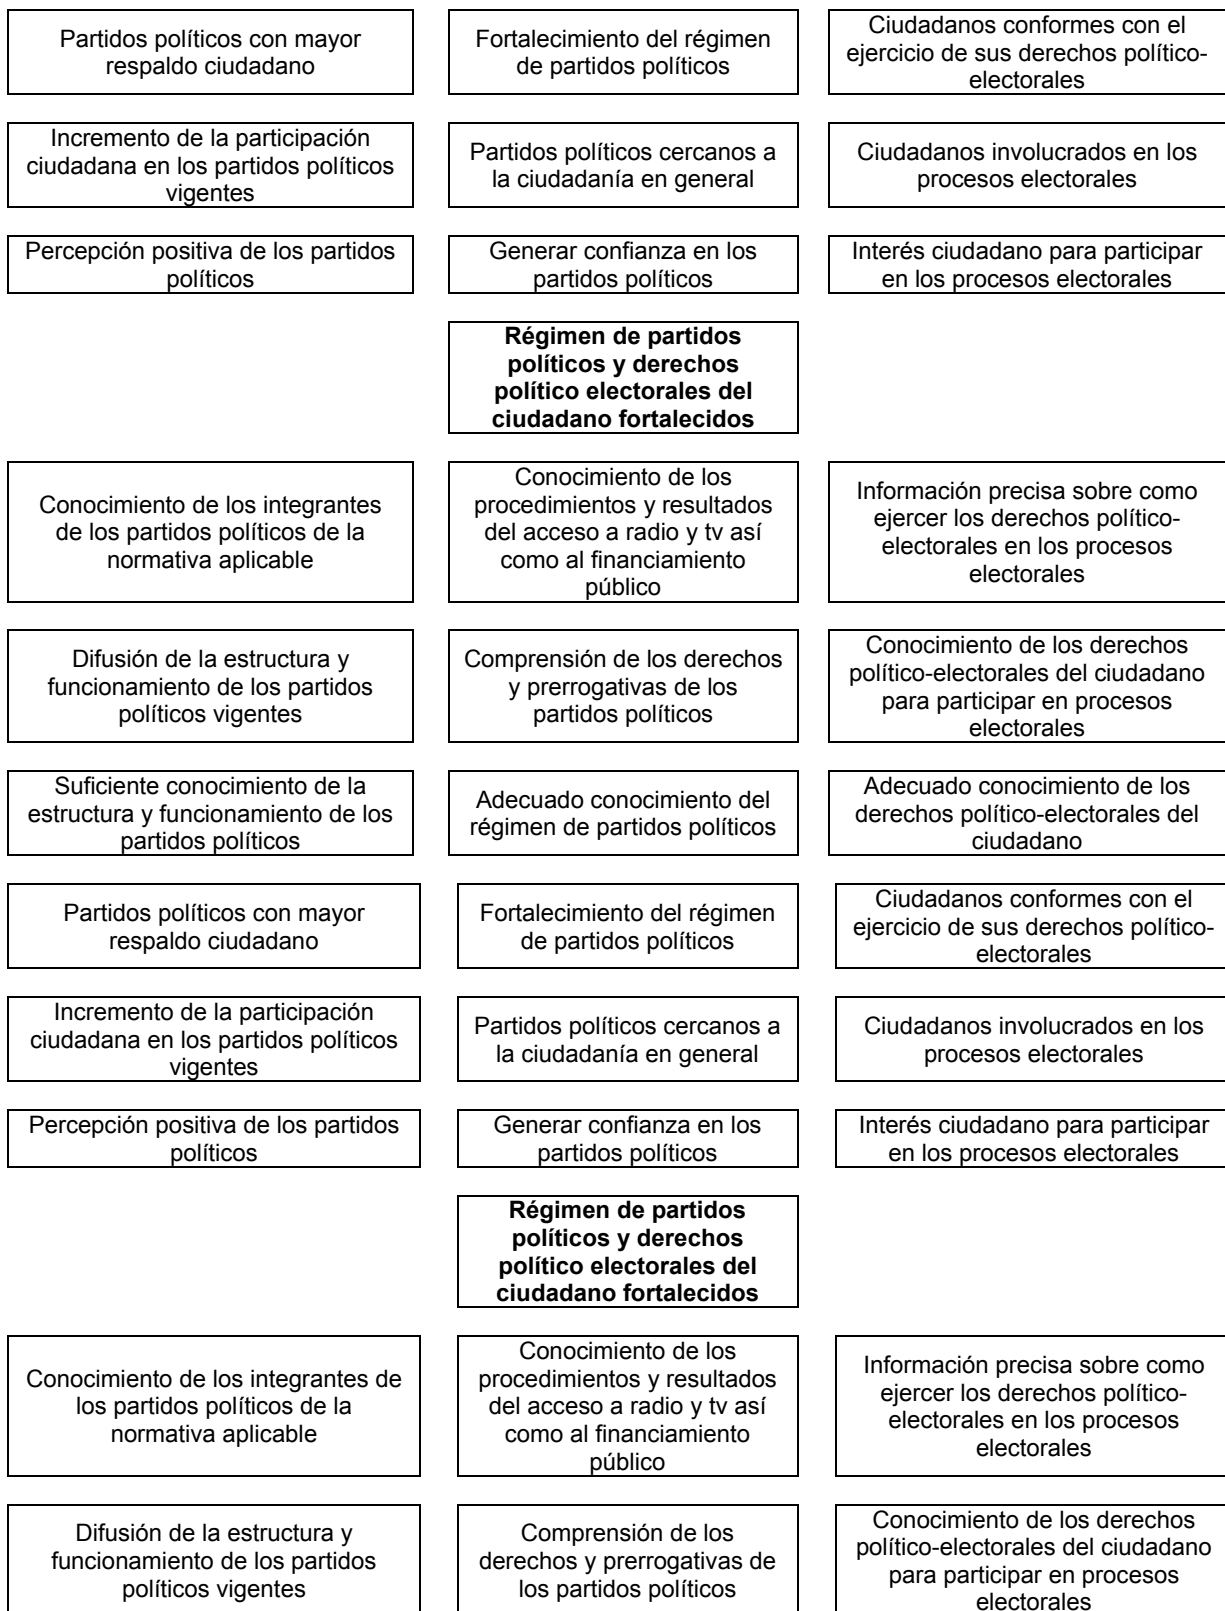 Partidos políticos con mayor
respaldo ciudadano
Fortalecimiento del régimen
de partidos políticos
Ciudadanos conformes con el
ejercicio de sus derechos político-
electorales
Incremento de la participación
ciudadana en los partidos políticos
vigentes
Partidos políticos cercanos a
la ciudadanía en general
Ciudadanos involucrados en los
procesos electorales
Percepción positiva de los partidos
políticos
Generar confianza en los
partidos políticos
Interés ciudadano para participar
en los procesos electorales
Régimen de partidos
políticos y derechos
político electorales del
ciudadano fortalecidos
Conocimiento de los integrantes
de los partidos políticos de la
normativa aplicable
Conocimiento de los
procedimientos y resultados
del acceso a radio y tv así
como al financiamiento
público
Información precisa sobre como
ejercer los derechos político-
electorales en los procesos
electorales
Difusión de la estructura y
funcionamiento de los partidos
políticos vigentes
Comprensión de los derechos
y prerrogativas de los
partidos políticos
Conocimiento de los derechos
político-electorales del ciudadano
para participar en procesos
electorales
Suficiente conocimiento de la
estructura y funcionamiento de los
partidos políticos
Adecuado conocimiento del
régimen de partidos políticos
Adecuado conocimiento de los
derechos político-electorales del
ciudadano
Partidos políticos con mayor
respaldo ciudadano
Fortalecimiento del régimen
de partidos políticos
Ciudadanos conformes con el
ejercicio de sus derechos político-
electorales
Incremento de la participación
ciudadana en los partidos políticos
vigentes
Partidos políticos cercanos a
la ciudadanía en general
Ciudadanos involucrados en los
procesos electorales
Percepción positiva de los partidos
políticos
Generar confianza en los
partidos políticos
Interés ciudadano para participar
en los procesos electorales
Régimen de partidos
políticos y derechos
político electorales del
ciudadano fortalecidos
Conocimiento de los integrantes de
los partidos políticos de la
normativa aplicable
Conocimiento de los
procedimientos y resultados
del acceso a radio y tv así
como al financiamiento
público
Información precisa sobre como
ejercer los derechos político-
electorales en los procesos
electorales
Difusión de la estructura y
funcionamiento de los partidos
políticos vigentes
Comprensión de los
derechos y prerrogativas de
los partidos políticos
Conocimiento de los derechos
político-electorales del ciudadano
para participar en procesos
electorales